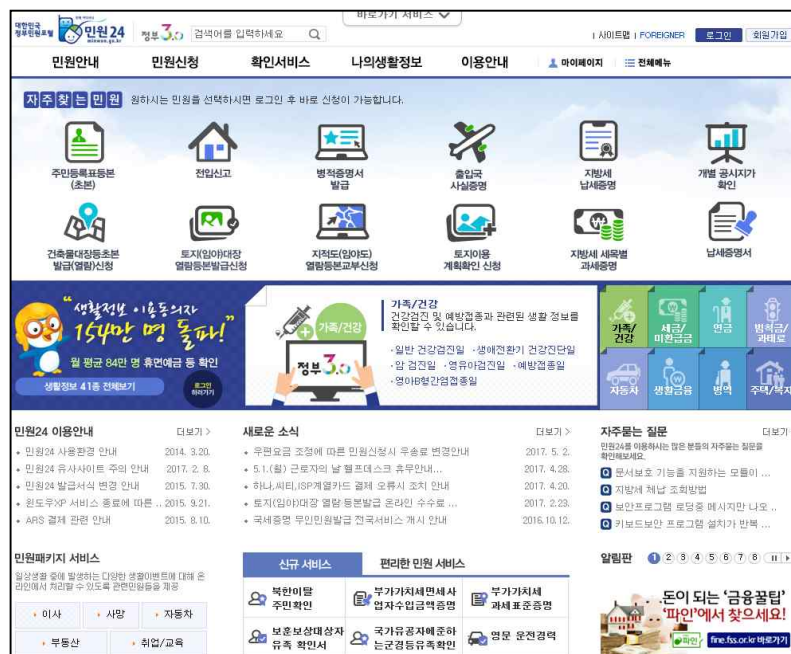 바로가기 서비스
대한민국
정부민원포털
민원24
minwon.go.kr
정부3.0
검색어를 입력하세요
사이트맵 | FOREIGNER
로그인
회원가입
민원안내
민원신청
확인서비스
나의생활정보
이용안내
마이페이지
전체메뉴
자주찾는민원
원하시는 민원을 선택하시면 로그인 후 바로 신청이 가능합니다.
주민등록표등본
(초본)
전입신고
병적증명서
발급
출입국
사실증명
지방세
납세증명
개별 공시지가
확인
건축물대장등초본
발급(열람)신청
토지(임야)대장
열람등본발급신청
지적도(임야도)
열람등본교부신청
토지이용
계획확인 신청
지방세 세목별
과세증명
납세증명서
“생활정보 이용동의자
154만 명 돌파!”
월 평균 84만 명 휴면예금 등 확인
생활정보 41종 전체보기
로그인
하러가기
가족/건강
정부3.0
가족/건강
건강검진 및 예방접종과 관련된 생활 정보를
확인할 수 있습니다.
·일반 건강검진일 ·생애전환기 건강진단일
·암 검진일 ·영유아검진일 ·예방접종일
·영아B형간염접종일
가족/
건강
세금/
미환급금
연금
범칙금/
과태료
자동차
생활금융
병역
주택/복지
민원24 이용안내
더보기 >
민원24 사용환경 안내 2014. 3.20.
민원24 유사사이트 주의 안내 2017. 2. 8.
민원24 발급서식 변경 안내 2015. 7.30.
윈도우XP 서비스 종료에 따른 .. 2015. 9.21.
ARS 결제 관련 안내 2015. 8.10.
새로운 소식
더보기 >
우편요금 조정에 따른 민원신청시 우송료 변경안내 2017. 5. 2.
5.1.(월) 근로자의 날 헬프데스크 휴무안내... 2017. 4.28.
하나,씨티,ISP계열카드 결제 오류시 조치 안내 2017. 4.20.
토지(임야)대장 열람·등본발급 온라인 수수료 ... 2017. 2.23.
국세증명 무인민원발급 전국서비스 개시 안내 2016.10.12.
자주묻는 질문
더보기
민원24를 이용하시는 많은 분들의 자주묻는 질문을
확인해보세요.
Q 문서보호 기능을 지원하는 모듈이 ...
Q 지방세 체납 조회방법
Q 보안프로그램 로딩중 메시지만 나오 ..
Q 키보드보안 프로그램 설치가 반복 ...
민원패키지 서비스
일상생활 중에 발생하는 다양한 생활이벤트에 대해 온
라인에서 처리할 수 있도록 관련민원들을 제공
이사
사망
자동차
부동산
취업/교육
신규 서비스
편리한 민원 서비스
북한이탈
주민확인
부가가치세면세사
업자수입금액증명
부가가치세
과세표준증명
보훈보상대상자
유족 확인서
국가유공자에준하
는군경등유족확인
영문 운전경력
알림판
1 2 3 4 5 6 7 8
돈이 되는 '금융꿀팁'
'파인'에서 찾으세요!
파인
fine.fss.or.kr 바로가기